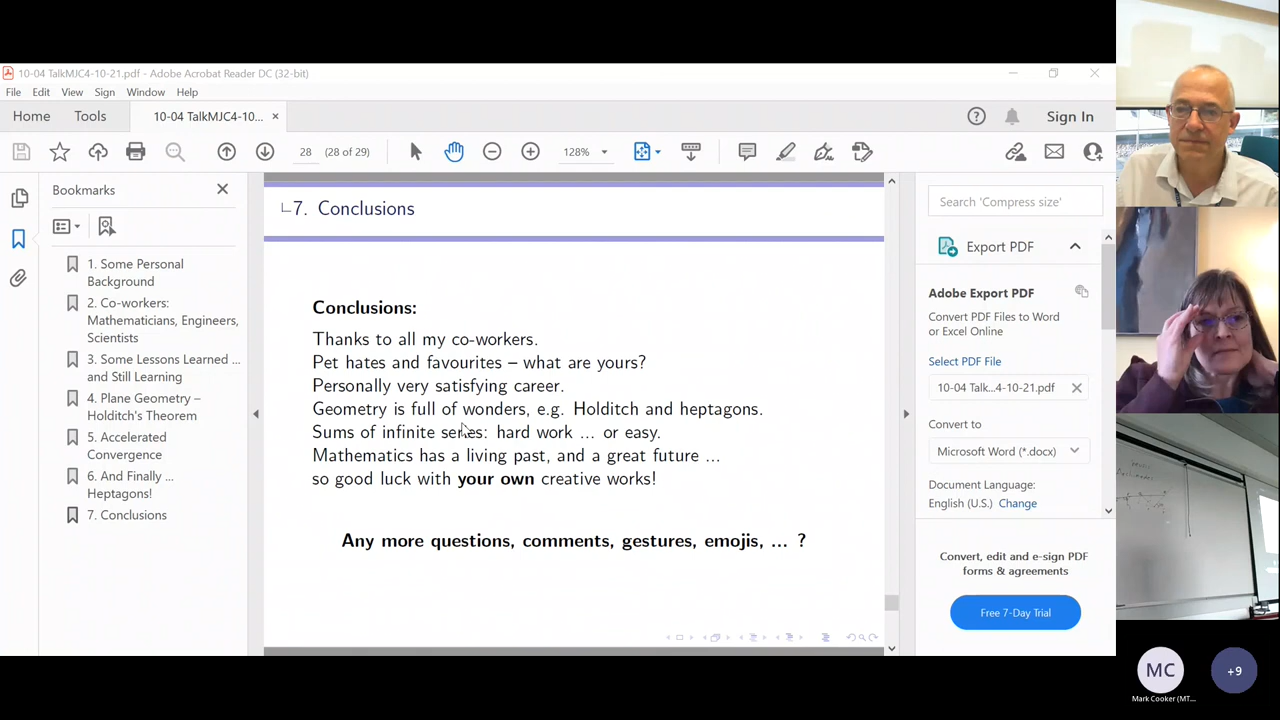 10-04 TalkMJC4-10-21.pdf - Adobe Acrobat Reader DC (32-bit)
File Edit View Sign Window Help
Home Tools 10-04 TalkMJC4-10... × Sign In
28 (28 of 29) 128%
Bookmarks
1. Some Personal
Background
2. Co-workers:
Mathematicians, Engineers,
Scientists
3. Some Lessons Learned ...
and Still Learning
4. Plane Geometry –
Holditch's Theorem
5. Accelerated
Convergence
6. And Finally ...
Heptagons!
7. Conclusions
7. Conclusions
Conclusions:
Thanks to all my co-workers.
Pet hates and favourites – what are yours?
Personally very satisfying career.
Geometry is full of wonders, e.g. Holditch and heptagons.
Sums of infinite series: hard work ... or easy.
Mathematics has a living past, and a great future ...
so good luck with your own creative works!
Any more questions, comments, gestures, emojis, ... ?
Search 'Compress size'
Export PDF
Adobe Export PDF
Convert PDF Files to Word
or Excel Online
Select PDF File
10-04 Talk...4-10-21.pdf
Convert to
Microsoft Word (*.docx)
Document Language:
English (U.S.) Change
Convert, edit and e-sign PDF
forms & agreements
Free 7-Day Trial
MC
Mark Cooker (MT...
+9